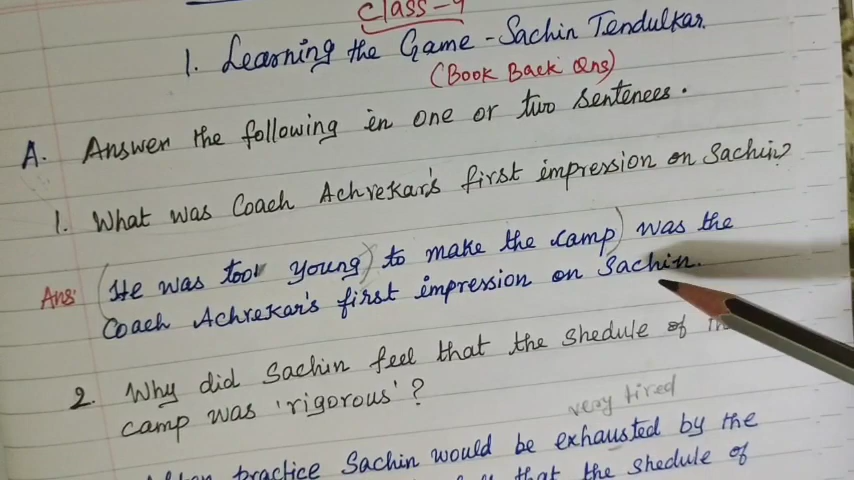 Class-9
1. Learning the Game - Sachin Tendulkar.
(Book Back Qns)
A. Answer the following in one or two sentences.
1. What was Coach Achrekar's first impression on Sachin?
Ans: (He was too young) to make the camp) was the
Coach Achrekar's first impression on Sachin.
2. Why did Sachin feel that the shedule of
camp was 'rigorous'?
very tired
practice Sachin would be exhausted by the
that the shedule of